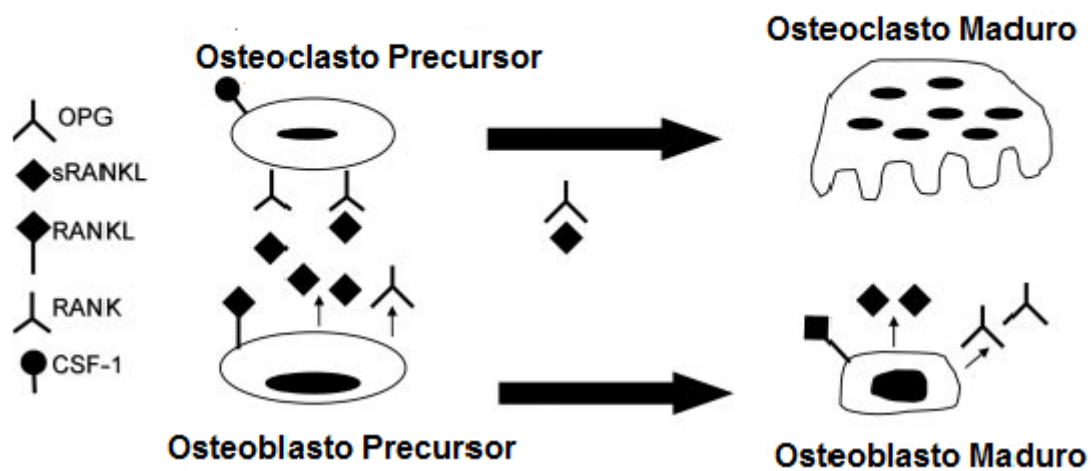 Osteoclasto Maduro
Osteoclasto Precursor
OPG
sRANKL
RANKL
RANK
CSF-1
Osteoblasto Precursor
Osteoblasto Maduro